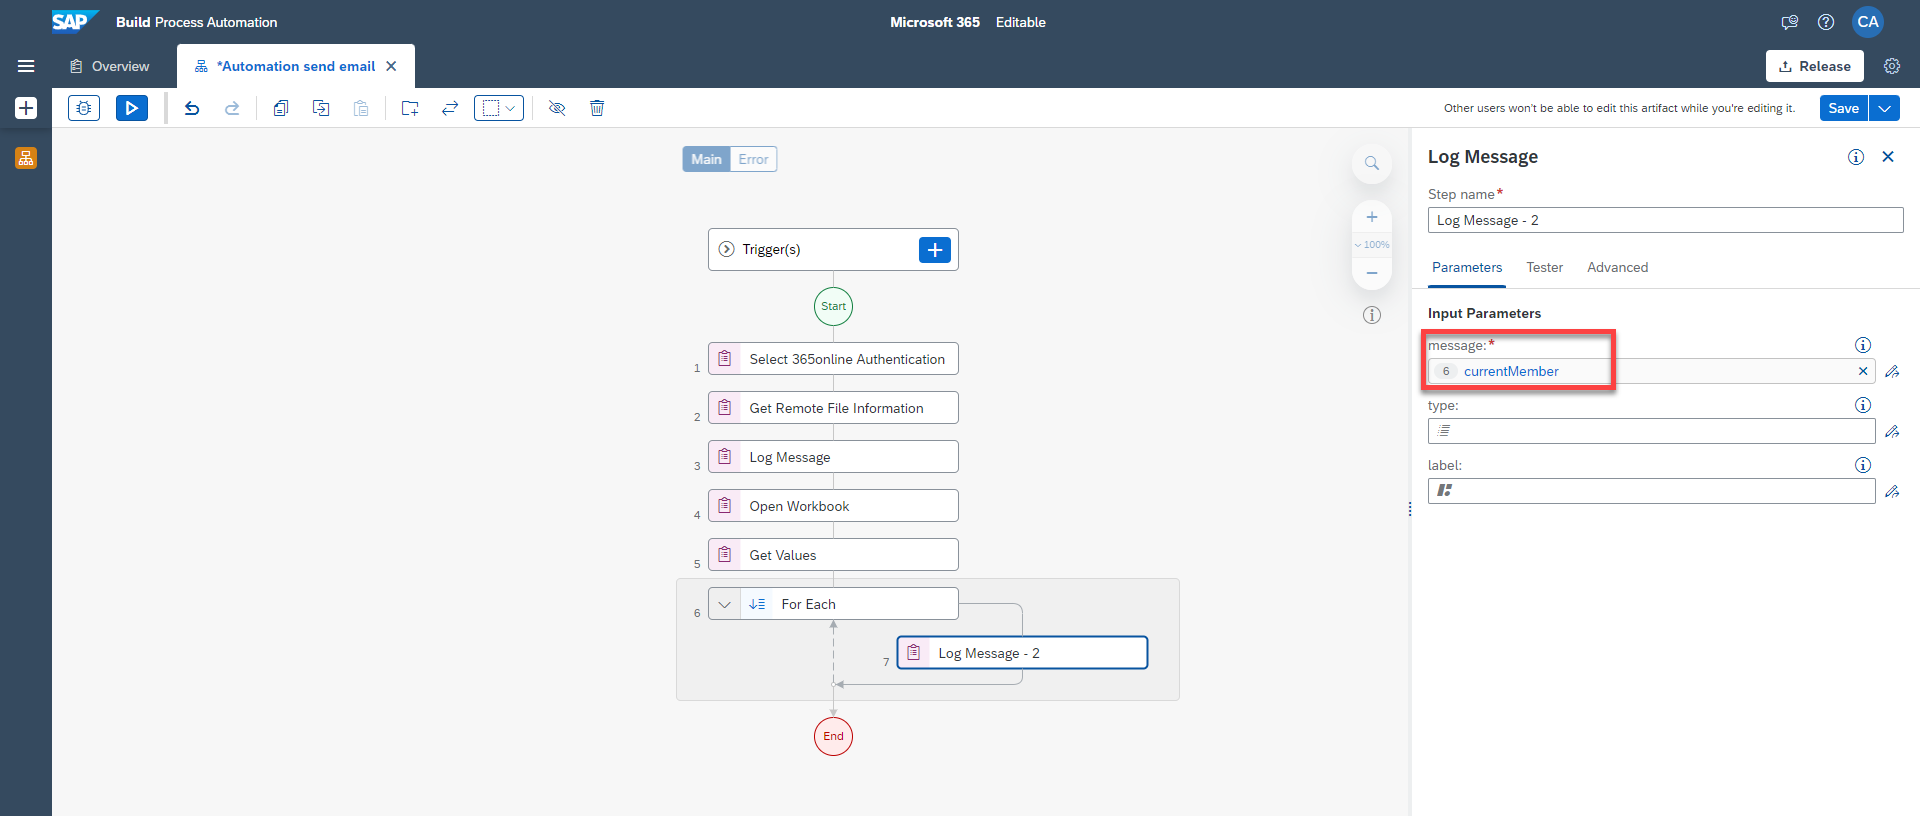 SAP Build Process Automation
Microsoft 365 Editable
CA
Overview
*Automation send email
Release
Other users won't be able to edit this artifact while you're editing it.
Save
Main Error
100%
Trigger(s)
Start
1 Select 365online Authentication
2 Get Remote File Information
3 Log Message
4 Open Workbook
5 Get Values
6 For Each
7 Log Message - 2
End
Log Message
Step name*
Log Message - 2
Parameters Tester Advanced
Input Parameters
message:*
6 currentMember
type:
label: